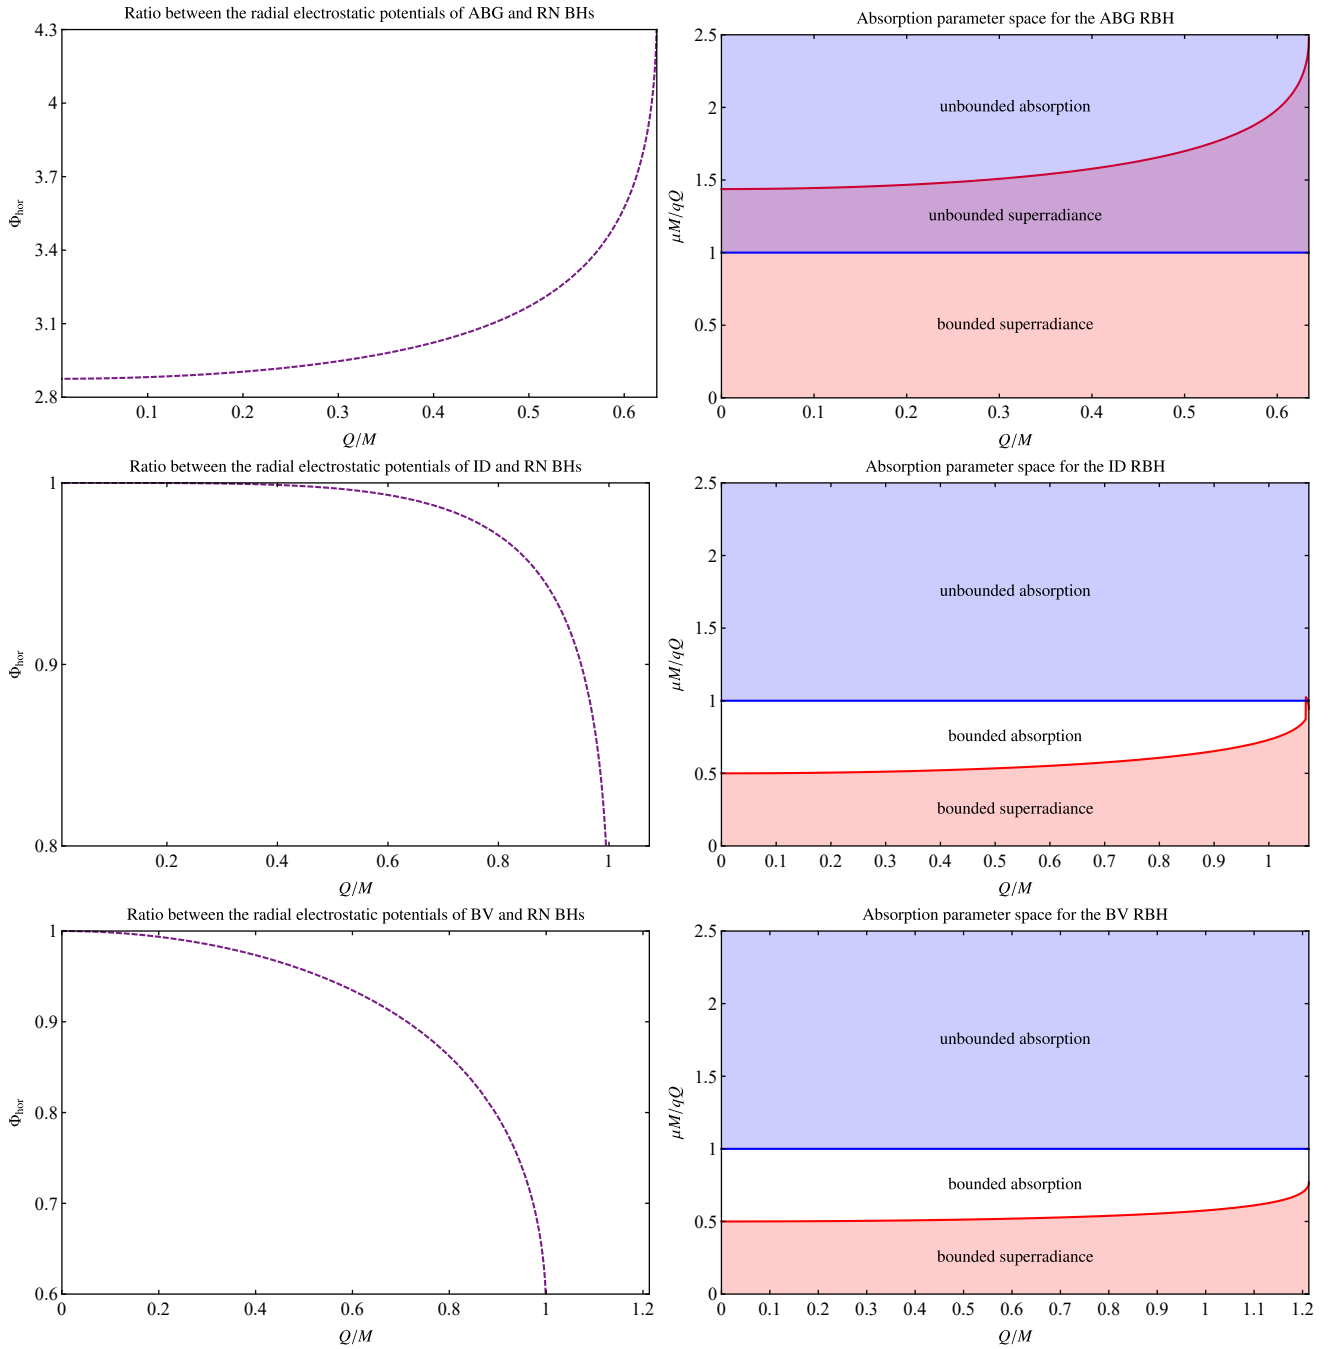 Ratio between the radial electrostatic potentials of ABG and RN BHs
4.3
4
3.7
3.4
3.1
2.8
Φhor
0.1 0.2 0.3 0.4 0.5 0.6
Q/M
Absorption parameter space for the ABG RBH
2.5
2
1.5
1
0.5
0
μM/qQ
unbounded absorption
unbounded superradiance
bounded superradiance
0 0.1 0.2 0.3 0.4 0.5 0.6
Q/M
Ratio between the radial electrostatic potentials of ID and RN BHs
1
0.9
0.8
Φhor
0.2 0.4 0.6 0.8 1
Q/M
Absorption parameter space for the ID RBH
2.5
2
1.5
1
0.5
0
μM/qQ
unbounded absorption
bounded absorption
bounded superradiance
0 0.1 0.2 0.3 0.4 0.5 0.6 0.7 0.8 0.9 1
Q/M
Ratio between the radial electrostatic potentials of BV and RN BHs
1
0.9
0.8
0.7
0.6
Φhor
0 0.2 0.4 0.6 0.8 1 1.2
Q/M
Absorption parameter space for the BV RBH
2.5
2
1.5
1
0.5
0
μM/qQ
unbounded absorption
bounded absorption
bounded superradiance
0 0.1 0.2 0.3 0.4 0.5 0.6 0.7 0.8 0.9 1 1.1 1.2
Q/M